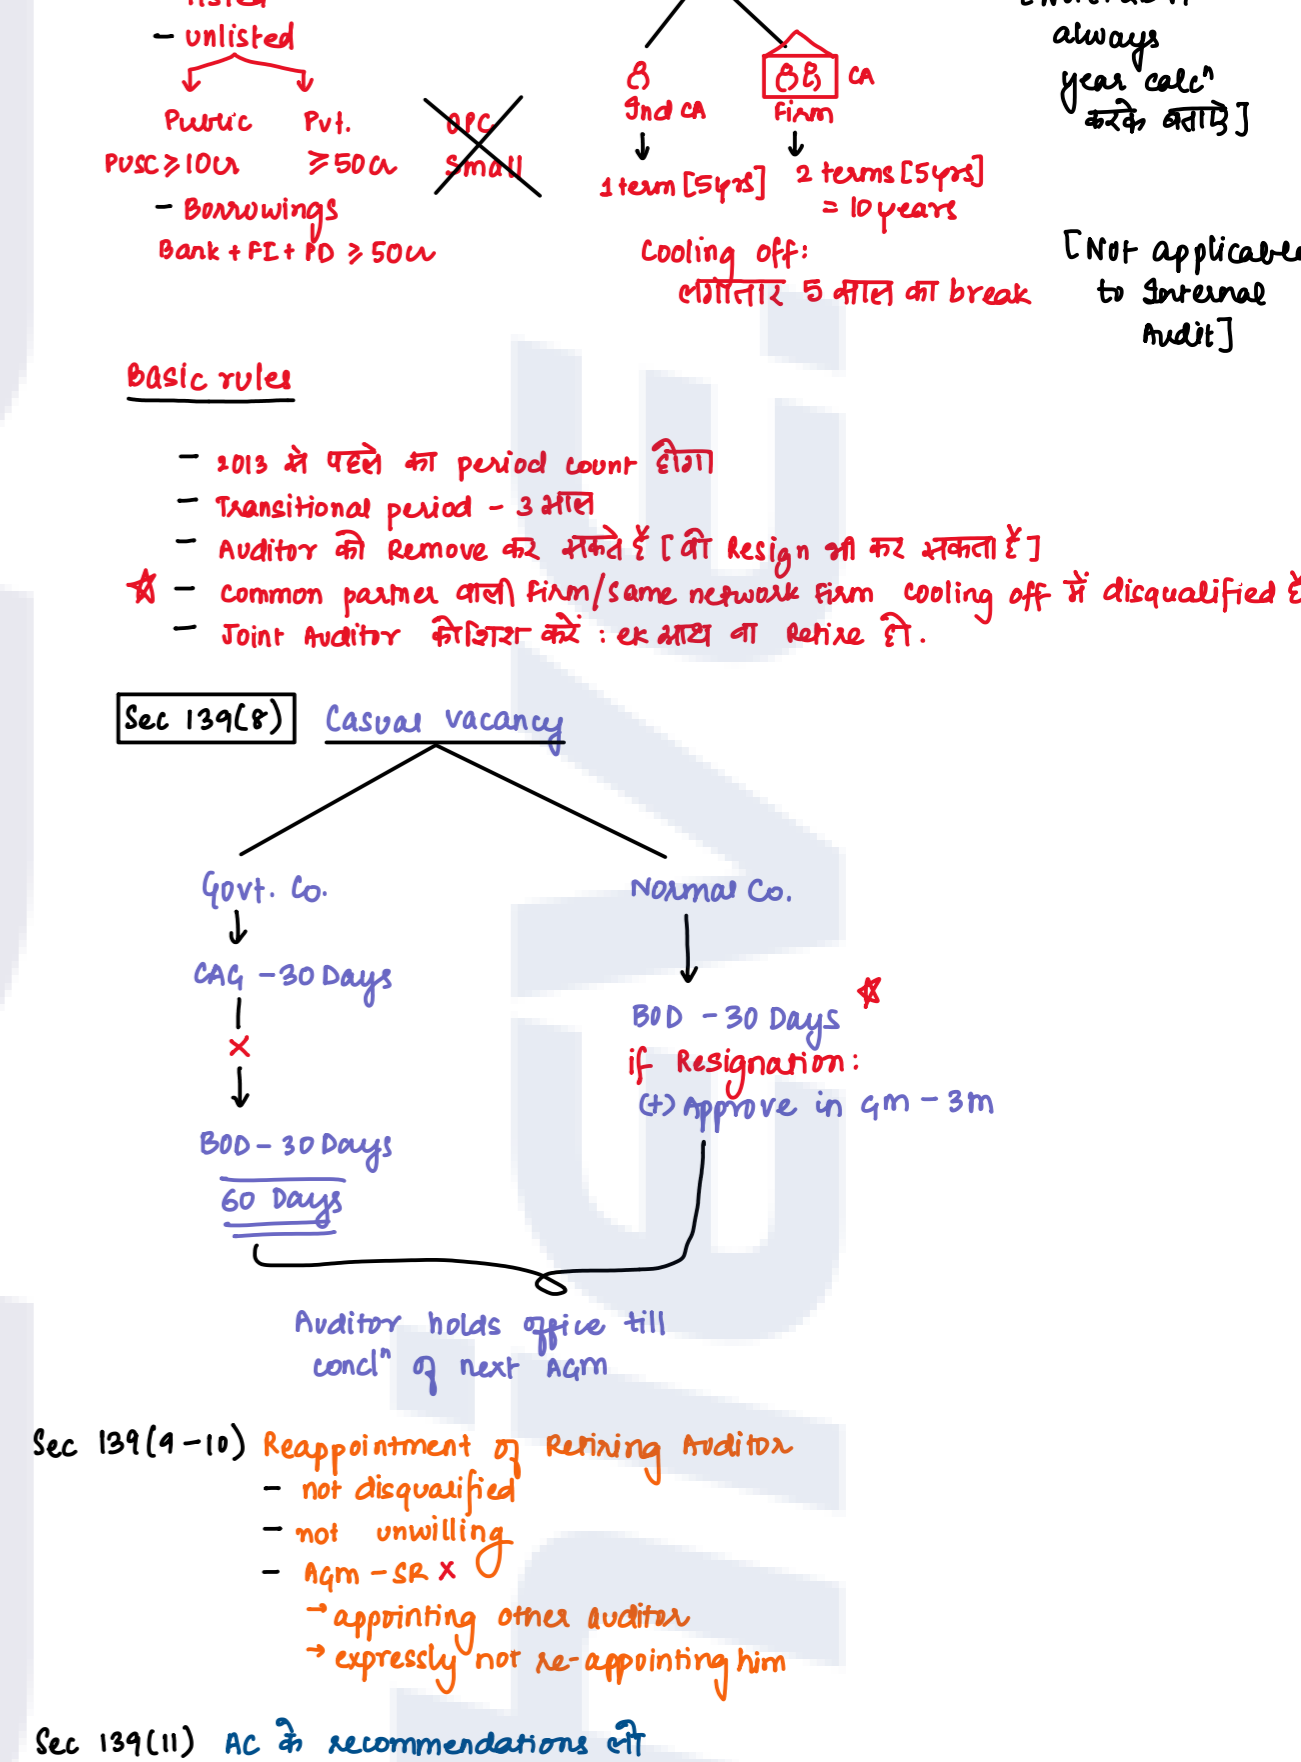 - unlisted
always
year calcⁿ
करके बताएं]
Public Pvt. OPC
PUSC ≥ 10cr ≥ 50cr Small
- Borrowings
Bank + FI + PD ≥ 50cr
Ind CA
Firm
CA
1 term [5yrs]
2 terms [5yrs]
= 10 years
Cooling off:
लगातार 5 साल का break
[Not applicable
to Internal
Audit]
Basic rules
- 2013 से पहले का period count होगा
- Transitional period - 3 साल
- Auditor को Remove कर सकते हैं [वो Resign भी कर सकता है]
- Common partner वाली firm/same network firm cooling off में disqualified है
- Joint Auditor कोशिश करें : एक साथ ना Retire हो.
Sec 139(8) Casual vacancy
Govt. Co.
CAG - 30 Days
x
BOD - 30 Days
60 Days
Normal Co.
BOD - 30 Days
if Resignation:
(+) Approve in GM - 3m
Auditor holds office till
conclⁿ of next AGM
Sec 139(9-10) Reappointment of Retiring Auditor
- not disqualified
- not unwilling
- AGM - SR x
→ appointing other auditor
→ expressly not re-appointing him
Sec 139(11) AC के recommendations लो